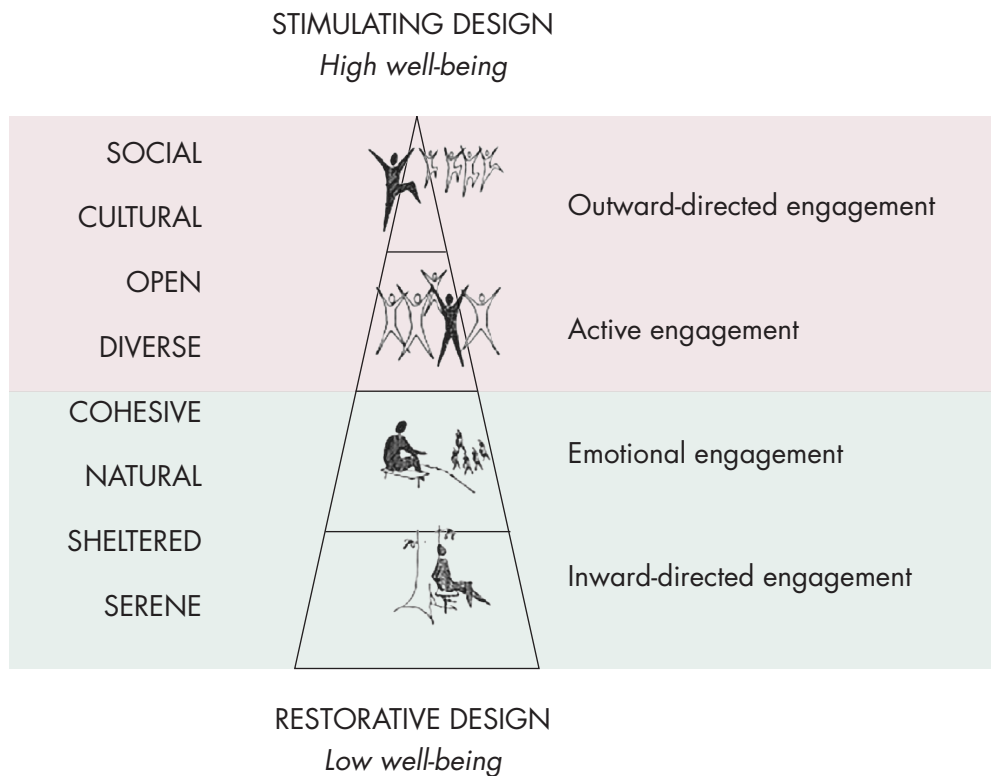 STIMULATING DESIGN
High well-being
SOCIAL
CULTURAL
Outward-directed engagement
OPEN
DIVERSE
Active engagement
COHESIVE
NATURAL
Emotional engagement
SHELTERED
SERENE
Inward-directed engagement
RESTORATIVE DESIGN
Low well-being